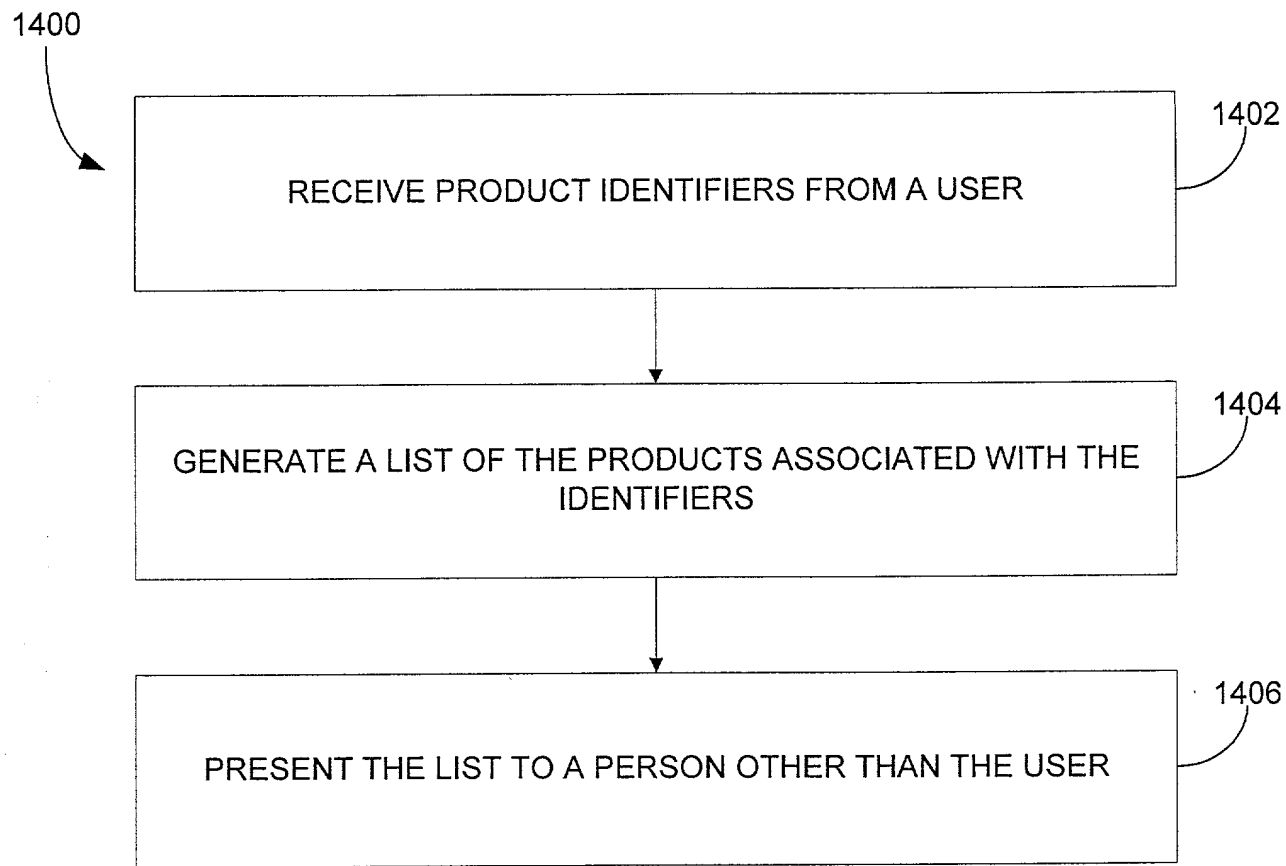 1400
1402
RECEIVE PRODUCT IDENTIFIERS FROM A USER
1404
GENERATE A LIST OF THE PRODUCTS ASSOCIATED WITH THE
IDENTIFIERS
1406
PRESENT THE LIST TO A PERSON OTHER THAN THE USER